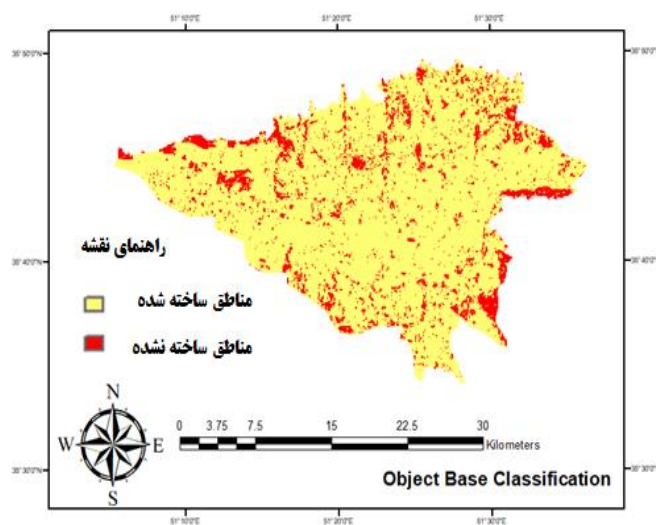 51°10'0"E 51°20'0"E 51°30'0"E
35°50'0"N
35°40'0"N 35°40'0"N
35°30'0"N 35°30'0"N
راهنمای نقشه
مناطق ساخته شده
مناطق ساخته نشده
N
W E
S
0 3.75 7.5 15 22.5 30
Kilometers
Object Base Classification
51°10'0"E 51°20'0"E 51°30'0"E